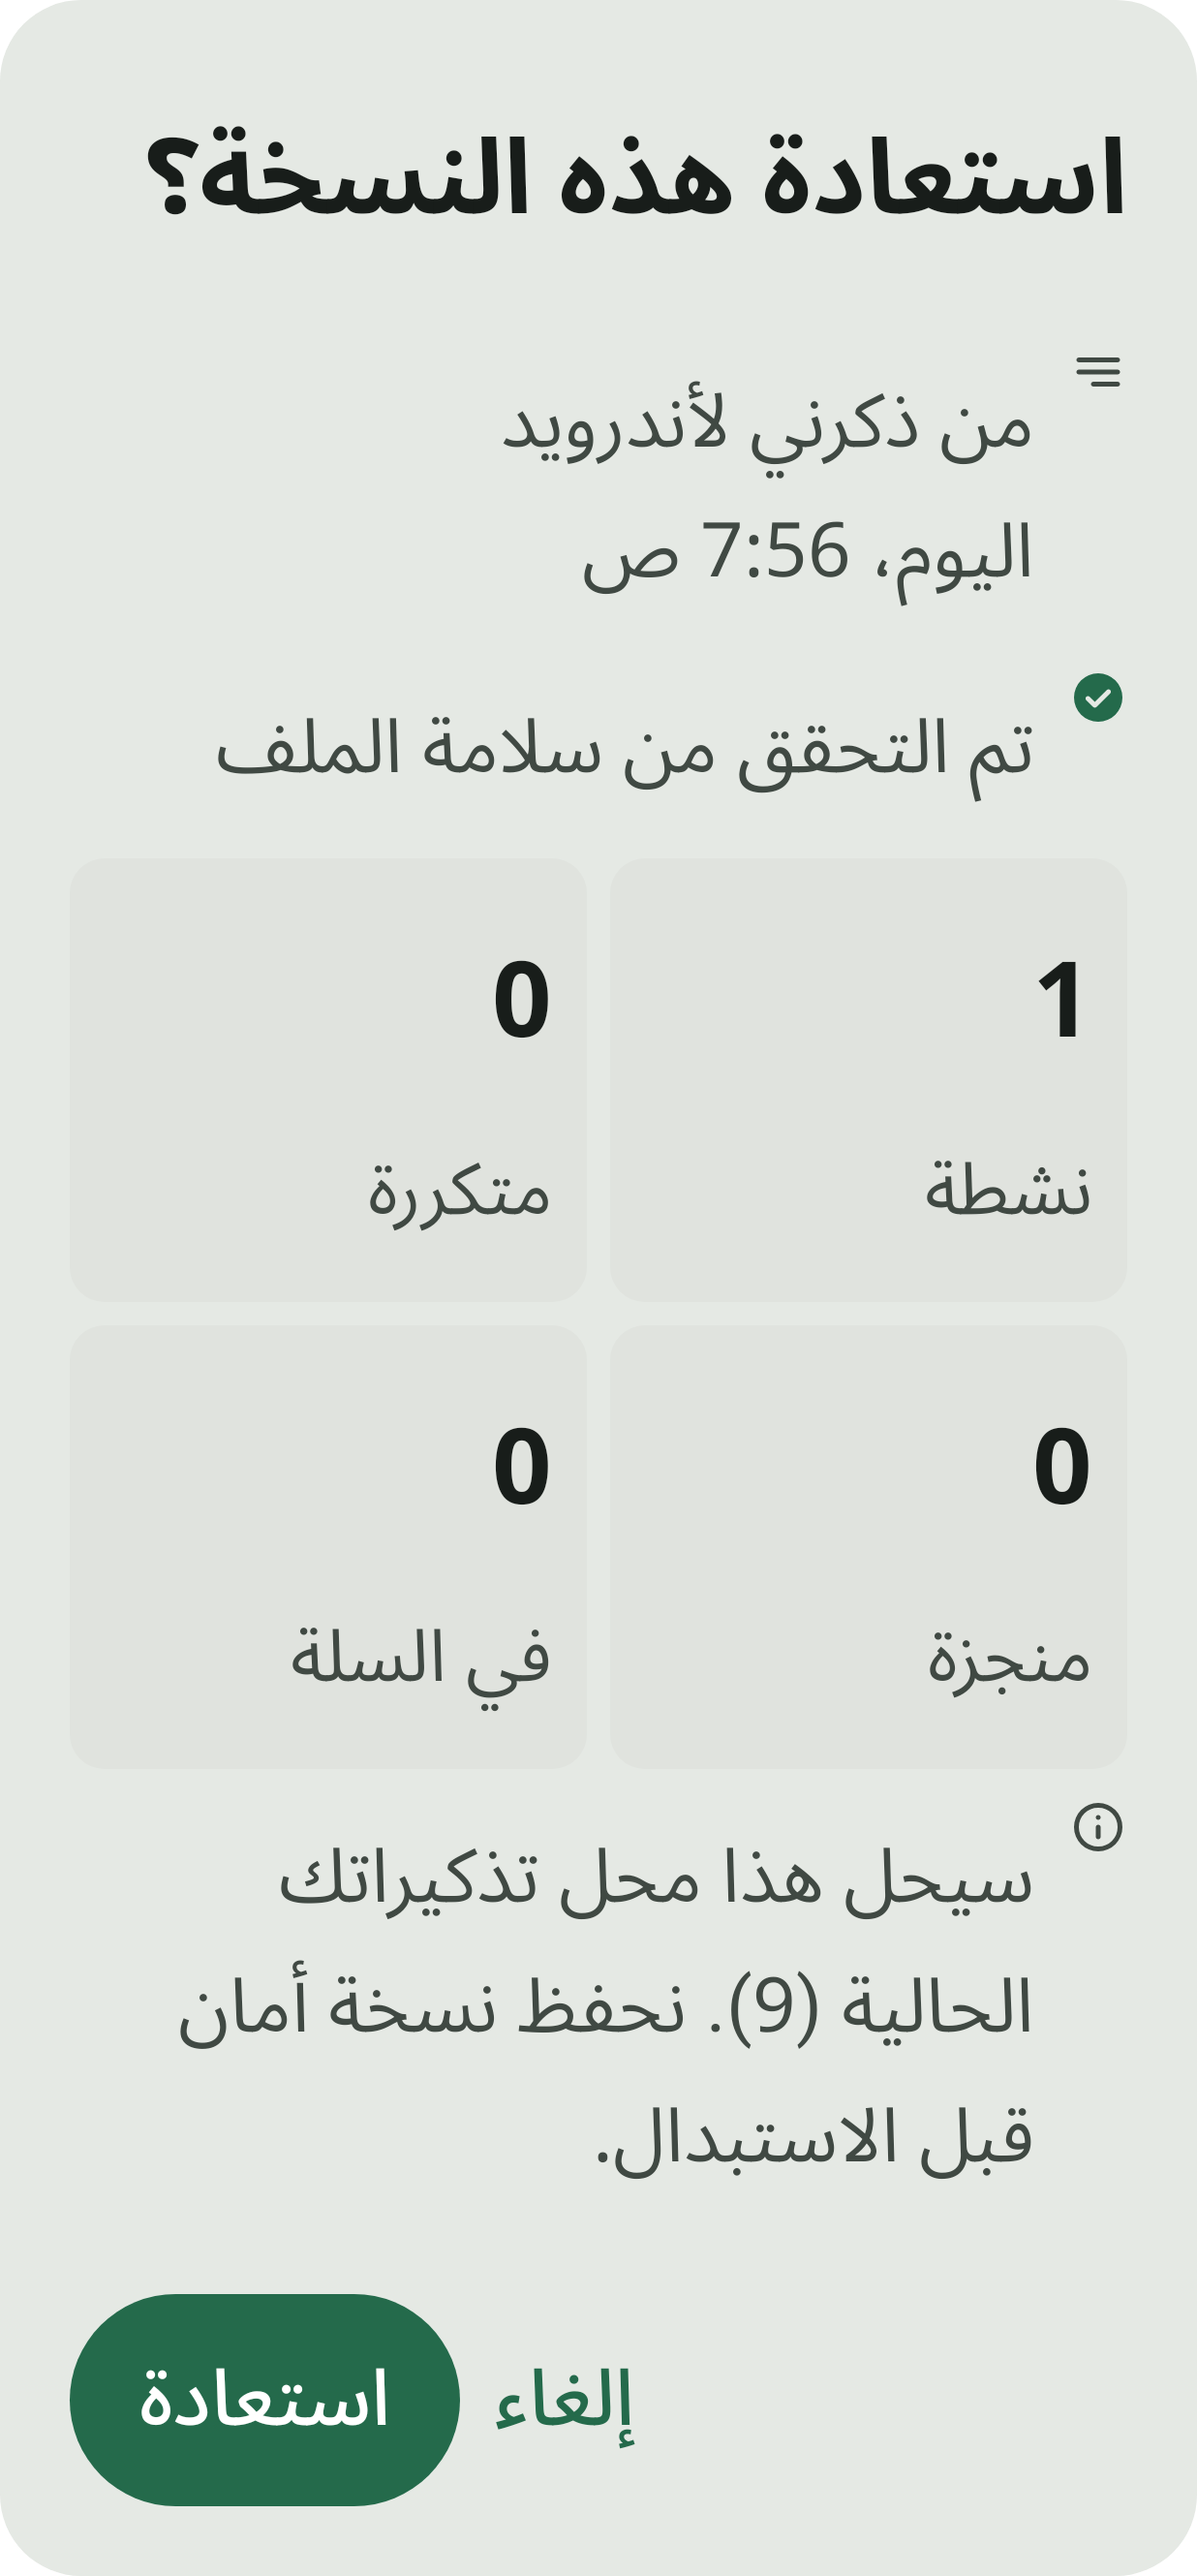 استعادة هذه النسخة؟
من ذكرني لأندرويد
اليوم، 7:56 ص
تم التحقق من سلامة الملف
1
نشطة
0
متكررة
0
منجزة
0
في السلة
سيحل هذا محل تذكيراتك
الحالية (9). نحفظ نسخة أمان
قبل الاستبدال.
إلغاء
استعادة